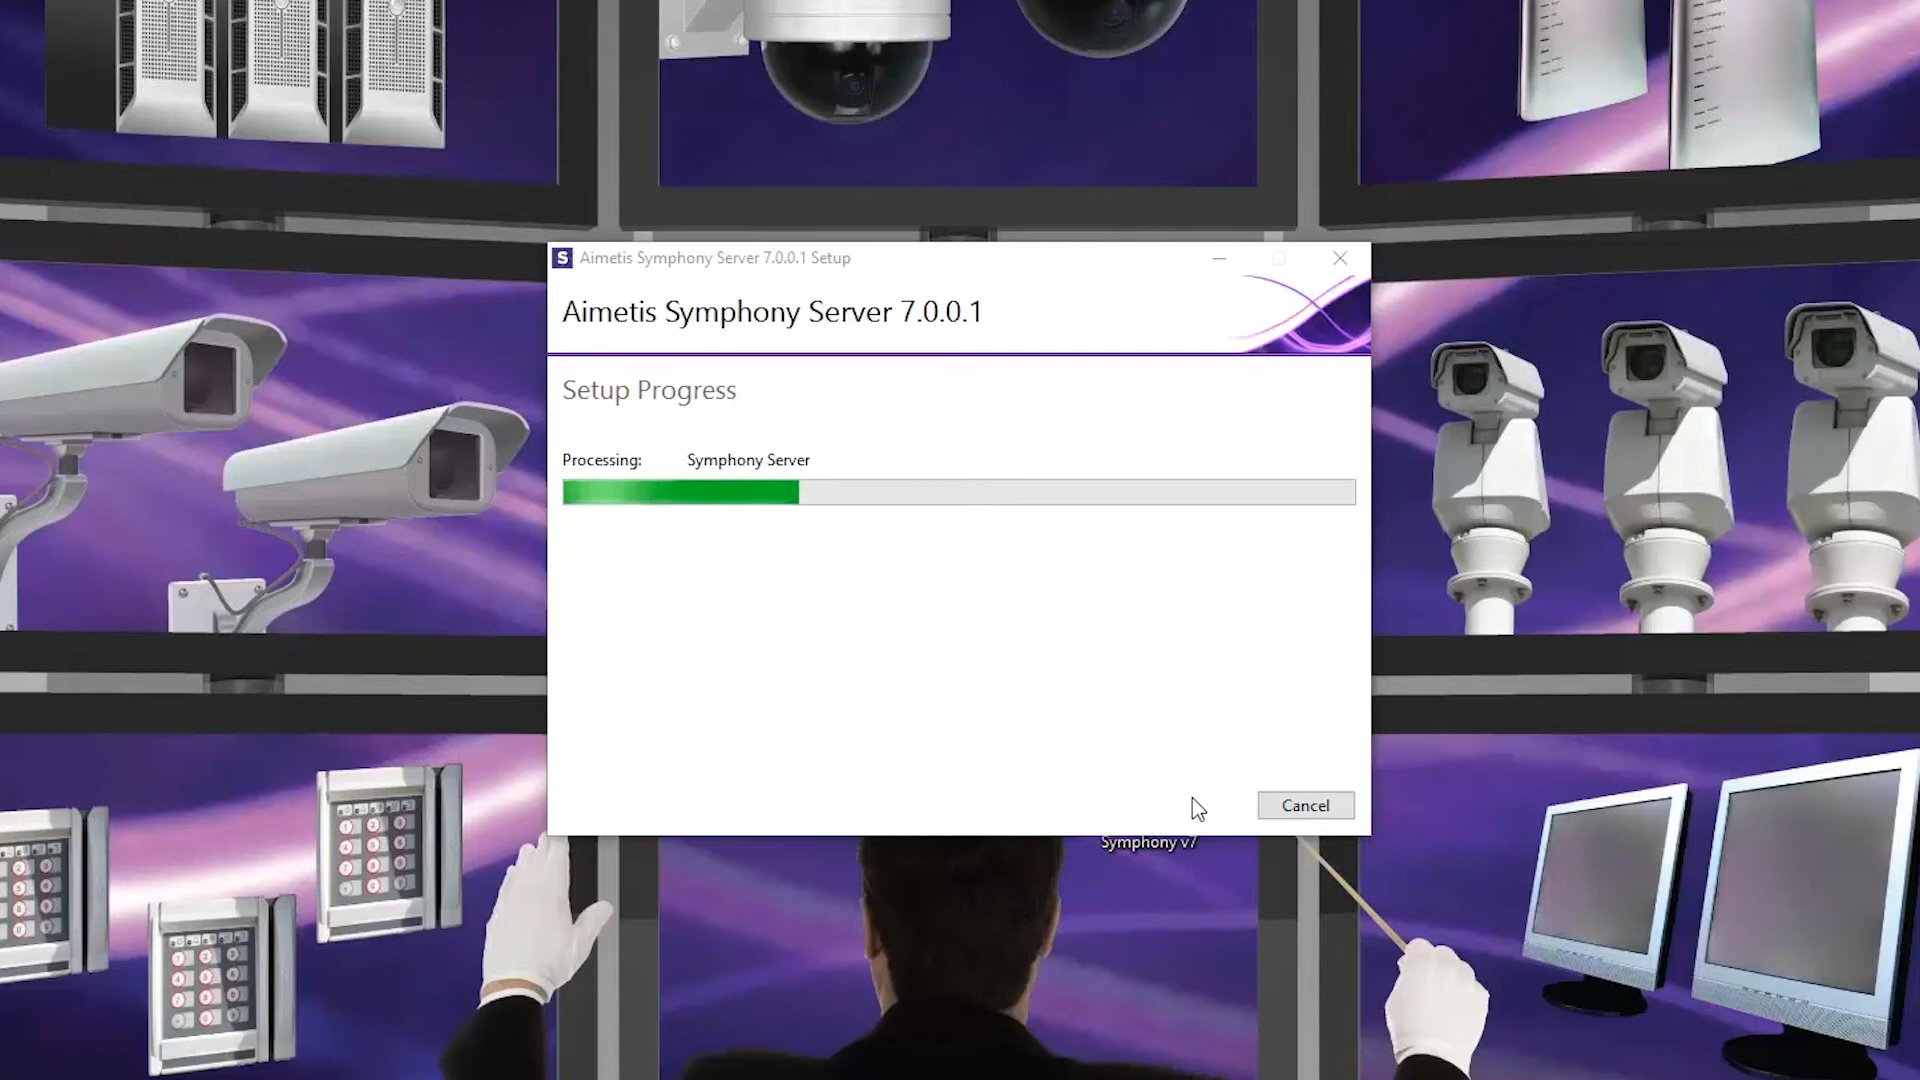 S Aimetis Symphony Server 7.0.0.1 Setup
Aimetis Symphony Server 7.0.0.1
Setup Progress
Processing: Symphony Server
Cancel
Symphony v7